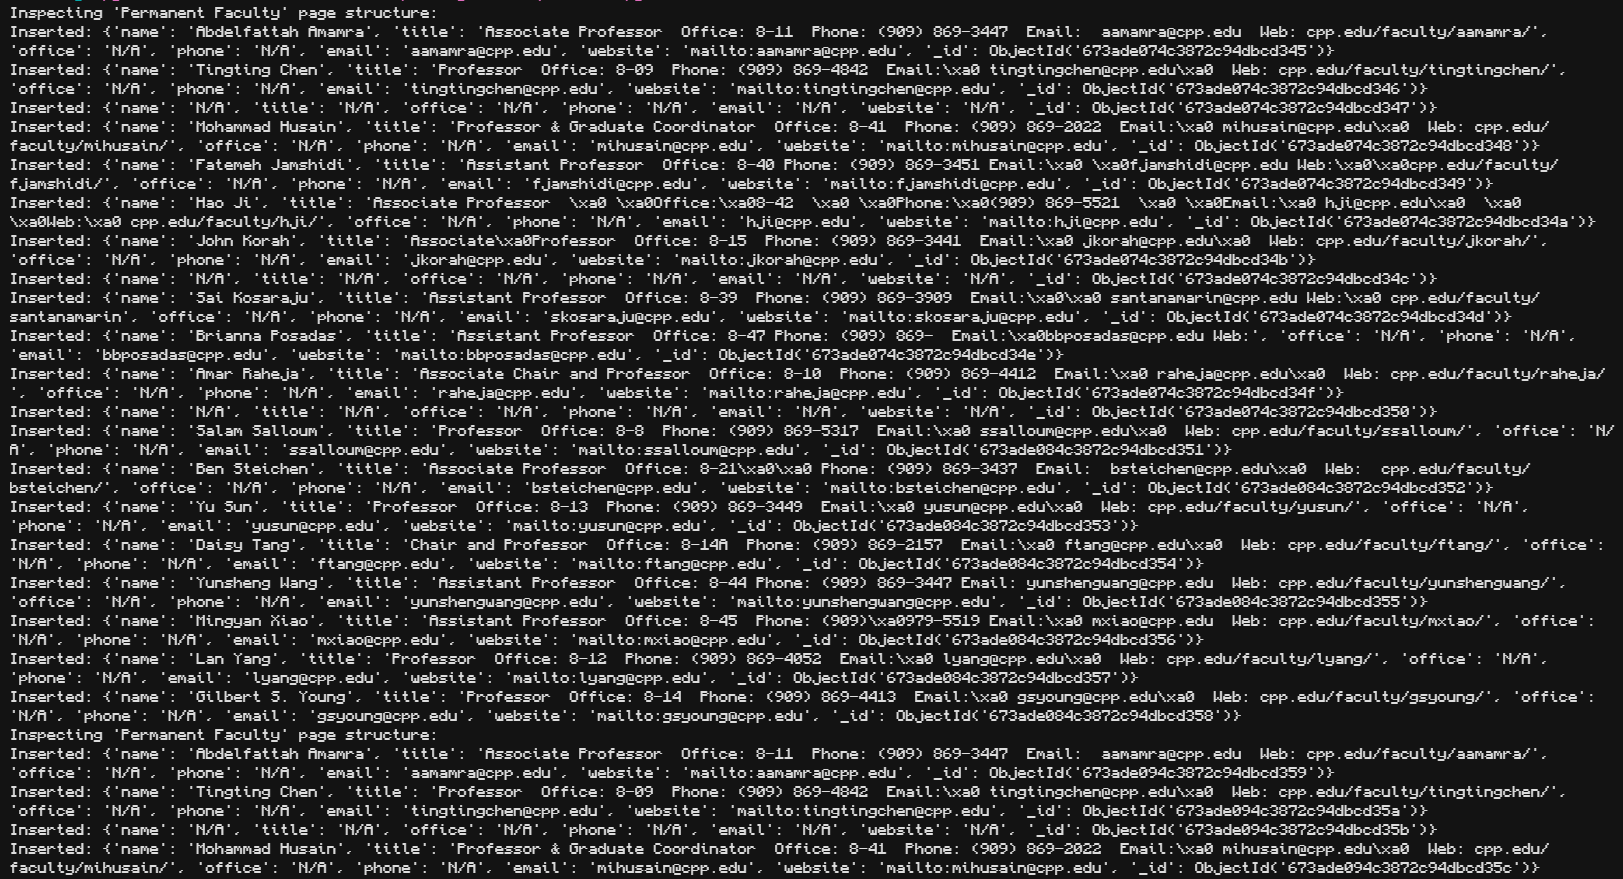 Inspecting 'Permanent Faculty' page structure:
Inserted: {'name': 'Abdelfattah Amamra', 'title': 'Associate Professor  Office: 8-11  Phone: (909) 869-3447  Email:  aamamra@cpp.edu  Web: cpp.edu/faculty/aamamra/',
'office': 'N/A', 'phone': 'N/A', 'email': 'aamamra@cpp.edu', 'website': 'mailto:aamamra@cpp.edu', '_id': ObjectId('673ade074c3872c94dbcd345')}
Inserted: {'name': 'Tingting Chen', 'title': 'Professor  Office: 8-09  Phone: (909) 869-4842  Email:\xa0 tingtingchen@cpp.edu\xa0  Web: cpp.edu/faculty/tingtingchen/',
'office': 'N/A', 'phone': 'N/A', 'email': 'tingtingchen@cpp.edu', 'website': 'mailto:tingtingchen@cpp.edu', '_id': ObjectId('673ade074c3872c94dbcd346')}
Inserted: {'name': 'N/A', 'title': 'N/A', 'office': 'N/A', 'phone': 'N/A', 'email': 'N/A', 'website': 'N/A', '_id': ObjectId('673ade074c3872c94dbcd347')}
Inserted: {'name': 'Mohammad Husain', 'title': 'Professor & Graduate Coordinator  Office: 8-41  Phone: (909) 869-2022  Email:\xa0 mihusain@cpp.edu\xa0  Web: cpp.edu/
faculty/mihusain/', 'office': 'N/A', 'phone': 'N/A', 'email': 'mihusain@cpp.edu', 'website': 'mailto:mihusain@cpp.edu', '_id': ObjectId('673ade074c3872c94dbcd348')}
Inserted: {'name': 'Fatemeh Jamshidi', 'title': 'Assistant Professor  Office: 8-40 Phone: (909) 869-3451 Email:\xa0 \xa0fjamshidi@cpp.edu Web:\xa0\xa0cpp.edu/faculty/
fjamshidi/', 'office': 'N/A', 'phone': 'N/A', 'email': 'fjamshidi@cpp.edu', 'website': 'mailto:fjamshidi@cpp.edu', '_id': ObjectId('673ade074c3872c94dbcd349')}
Inserted: {'name': 'Hao Ji', 'title': 'Associate Professor  \xa0 \xa0Office:\xa08-42  \xa0 \xa0Phone:\xa0(909) 869-5521  \xa0 \xa0Email:\xa0 hji@cpp.edu\xa0  \xa0
\xa0Web:\xa0 cpp.edu/faculty/hji/', 'office': 'N/A', 'phone': 'N/A', 'email': 'hji@cpp.edu', 'website': 'mailto:hji@cpp.edu', '_id': ObjectId('673ade074c3872c94dbcd34a')}
Inserted: {'name': 'John Korah', 'title': 'Associate\xa0Professor  Office: 8-15  Phone: (909) 869-3441  Email:\xa0 jkorah@cpp.edu\xa0  Web: cpp.edu/faculty/jkorah/',
'office': 'N/A', 'phone': 'N/A', 'email': 'jkorah@cpp.edu', 'website': 'mailto:jkorah@cpp.edu', '_id': ObjectId('673ade074c3872c94dbcd34b')}
Inserted: {'name': 'N/A', 'title': 'N/A', 'office': 'N/A', 'phone': 'N/A', 'email': 'N/A', 'website': 'N/A', '_id': ObjectId('673ade074c3872c94dbcd34c')}
Inserted: {'name': 'Sai Kosaraju', 'title': 'Assistant Professor  Office: 8-39  Phone: (909) 869-3909  Email:\xa0\xa0 santanamarin@cpp.edu Web:\xa0 cpp.edu/faculty/
santanamarin', 'office': 'N/A', 'phone': 'N/A', 'email': 'skosaraju@cpp.edu', 'website': 'mailto:skosaraju@cpp.edu', '_id': ObjectId('673ade074c3872c94dbcd34d')}
Inserted: {'name': 'Brianna Posadas', 'title': 'Assistant Professor  Office: 8-47 Phone: (909) 869-  Email:\xa0bbposadas@cpp.edu Web:', 'office': 'N/A', 'phone': 'N/A',
'email': 'bbposadas@cpp.edu', 'website': 'mailto:bbposadas@cpp.edu', '_id': ObjectId('673ade074c3872c94dbcd34e')}
Inserted: {'name': 'Amar Raheja', 'title': 'Associate Chair and Professor  Office: 8-10  Phone: (909) 869-4412  Email:\xa0 raheja@cpp.edu\xa0  Web: cpp.edu/faculty/raheja/
', 'office': 'N/A', 'phone': 'N/A', 'email': 'raheja@cpp.edu', 'website': 'mailto:raheja@cpp.edu', '_id': ObjectId('673ade074c3872c94dbcd34f')}
Inserted: {'name': 'N/A', 'title': 'N/A', 'office': 'N/A', 'phone': 'N/A', 'email': 'N/A', 'website': 'N/A', '_id': ObjectId('673ade074c3872c94dbcd350')}
Inserted: {'name': 'Salam Salloum', 'title': 'Professor  Office: 8-8  Phone: (909) 869-5317  Email:\xa0 ssalloum@cpp.edu\xa0  Web: cpp.edu/faculty/ssalloum/', 'office': 'N/
A', 'phone': 'N/A', 'email': 'ssalloum@cpp.edu', 'website': 'mailto:ssalloum@cpp.edu', '_id': ObjectId('673ade084c3872c94dbcd351')}
Inserted: {'name': 'Ben Steichen', 'title': 'Associate Professor  Office: 8-21\xa0\xa0 Phone: (909) 869-3437  Email:  bsteichen@cpp.edu\xa0  Web:  cpp.edu/faculty/
bsteichen/', 'office': 'N/A', 'phone': 'N/A', 'email': 'bsteichen@cpp.edu', 'website': 'mailto:bsteichen@cpp.edu', '_id': ObjectId('673ade084c3872c94dbcd352')}
Inserted: {'name': 'Yu Sun', 'title': 'Professor  Office: 8-13  Phone: (909) 869-3449  Email:\xa0 yusun@cpp.edu\xa0  Web: cpp.edu/faculty/yusun/', 'office': 'N/A',
'phone': 'N/A', 'email': 'yusun@cpp.edu', 'website': 'mailto:yusun@cpp.edu', '_id': ObjectId('673ade084c3872c94dbcd353')}
Inserted: {'name': 'Daisy Tang', 'title': 'Chair and Professor  Office: 8-14A  Phone: (909) 869-2157  Email:\xa0 ftang@cpp.edu\xa0  Web: cpp.edu/faculty/ftang/', 'office':
'N/A', 'phone': 'N/A', 'email': 'ftang@cpp.edu', 'website': 'mailto:ftang@cpp.edu', '_id': ObjectId('673ade084c3872c94dbcd354')}
Inserted: {'name': 'Yunsheng Wang', 'title': 'Assistant Professor  Office: 8-44 Phone: (909) 869-3447 Email: yunshengwang@cpp.edu  Web: cpp.edu/faculty/yunshengwang/',
'office': 'N/A', 'phone': 'N/A', 'email': 'yunshengwang@cpp.edu', 'website': 'mailto:yunshengwang@cpp.edu', '_id': ObjectId('673ade084c3872c94dbcd355')}
Inserted: {'name': 'Mingyan Xiao', 'title': 'Assistant Professor  Office: 8-45  Phone: (909)\xa0979-5519 Email:\xa0 mxiao@cpp.edu  Web: cpp.edu/faculty/mxiao/', 'office':
'N/A', 'phone': 'N/A', 'email': 'mxiao@cpp.edu', 'website': 'mailto:mxiao@cpp.edu', '_id': ObjectId('673ade084c3872c94dbcd356')}
Inserted: {'name': 'Lan Yang', 'title': 'Professor  Office: 8-12  Phone: (909) 869-4052  Email:\xa0 lyang@cpp.edu\xa0  Web: cpp.edu/faculty/lyang/', 'office': 'N/A',
'phone': 'N/A', 'email': 'lyang@cpp.edu', 'website': 'mailto:lyang@cpp.edu', '_id': ObjectId('673ade084c3872c94dbcd357')}
Inserted: {'name': 'Gilbert S. Young', 'title': 'Professor  Office: 8-14  Phone: (909) 869-4413  Email:\xa0 gsyoung@cpp.edu\xa0  Web: cpp.edu/faculty/gsyoung/', 'office':
'N/A', 'phone': 'N/A', 'email': 'gsyoung@cpp.edu', 'website': 'mailto:gsyoung@cpp.edu', '_id': ObjectId('673ade084c3872c94dbcd358')}
Inspecting 'Permanent Faculty' page structure:
Inserted: {'name': 'Abdelfattah Amamra', 'title': 'Associate Professor  Office: 8-11  Phone: (909) 869-3447  Email:  aamamra@cpp.edu  Web: cpp.edu/faculty/aamamra/',
'office': 'N/A', 'phone': 'N/A', 'email': 'aamamra@cpp.edu', 'website': 'mailto:aamamra@cpp.edu', '_id': ObjectId('673ade094c3872c94dbcd359')}
Inserted: {'name': 'Tingting Chen', 'title': 'Professor  Office: 8-09  Phone: (909) 869-4842  Email:\xa0 tingtingchen@cpp.edu\xa0  Web: cpp.edu/faculty/tingtingchen/',
'office': 'N/A', 'phone': 'N/A', 'email': 'tingtingchen@cpp.edu', 'website': 'mailto:tingtingchen@cpp.edu', '_id': ObjectId('673ade094c3872c94dbcd35a')}
Inserted: {'name': 'N/A', 'title': 'N/A', 'office': 'N/A', 'phone': 'N/A', 'email': 'N/A', 'website': 'N/A', '_id': ObjectId('673ade094c3872c94dbcd35b')}
Inserted: {'name': 'Mohammad Husain', 'title': 'Professor & Graduate Coordinator  Office: 8-41  Phone: (909) 869-2022  Email:\xa0 mihusain@cpp.edu\xa0  Web: cpp.edu/
faculty/mihusain/', 'office': 'N/A', 'phone': 'N/A', 'email': 'mihusain@cpp.edu', 'website': 'mailto:mihusain@cpp.edu', '_id': ObjectId('673ade094c3872c94dbcd35c')}